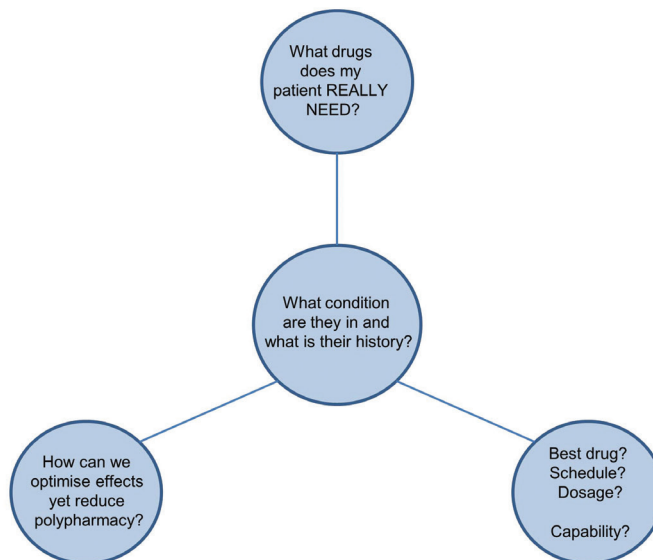 What drugs
does my
patient REALLY
NEED?
What condition
are they in and
what is their history?
How can we
optimise effects
yet reduce
polypharmacy?
Best drug?
Schedule?
Dosage?
Capability?